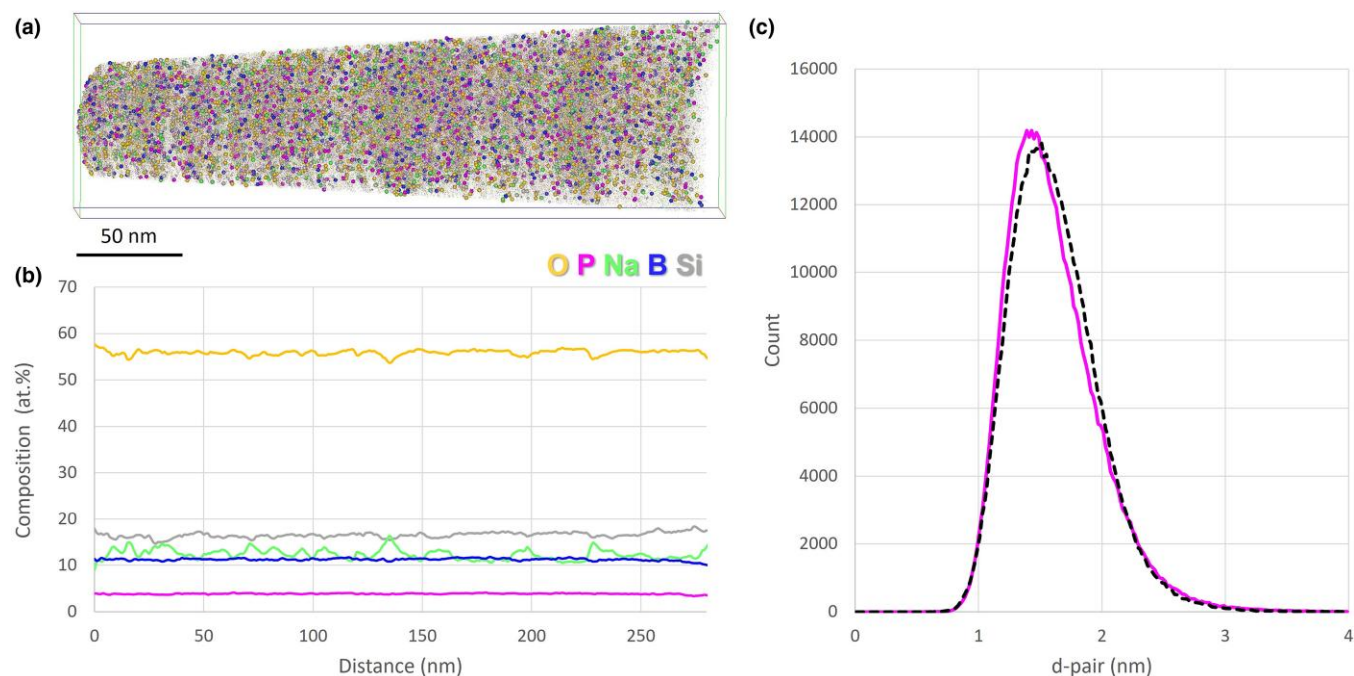 (a)
50 nm
O P Na B Si
(b)
70
60
50
40
30
20
10
0
Composition (at.%)
0 50 100 150 200 250
Distance (nm)
(c)
16000
14000
12000
10000
8000
6000
4000
2000
0
Count
0 1 2 3 4
d-pair (nm)